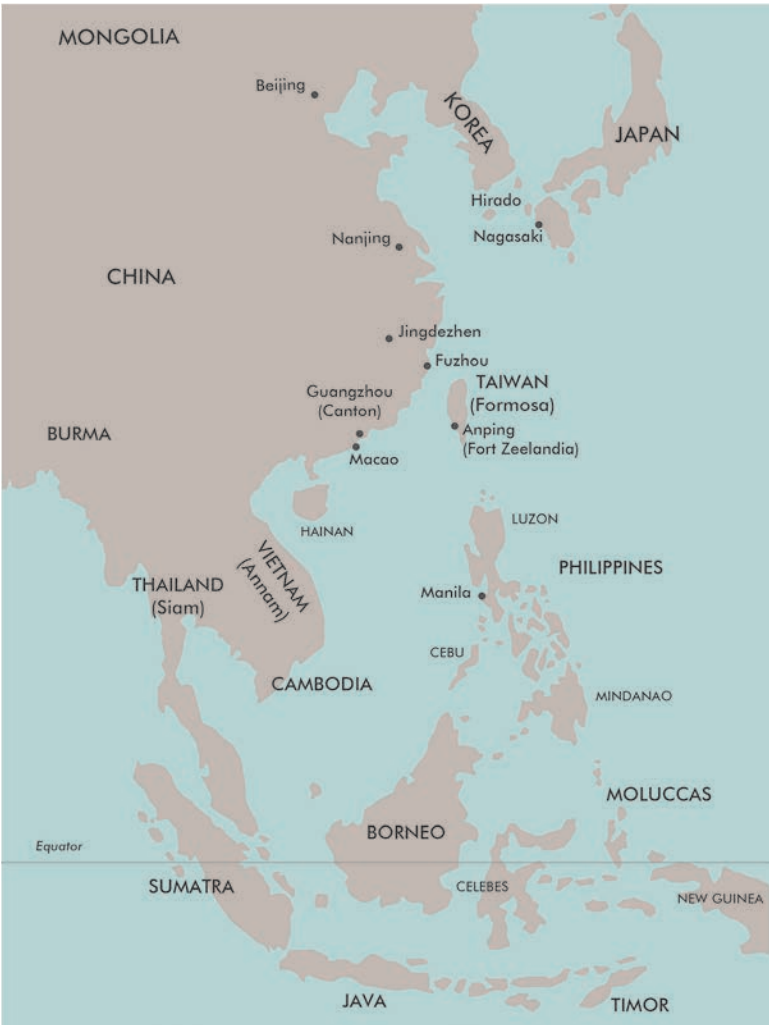 MONGOLIA
Beijing
KOREA
JAPAN
Hirado
Nagasaki
Nanjing
CHINA
Jingdezhen
Fuzhou
TAIWAN
(Formosa)
Guangzhou
(Canton)
Anping
(Fort Zeelandia)
BURMA
Macao
HAINAN
LUZON
VIETNAM
(Annam)
PHILIPPINES
THAILAND
(Siam)
Manila
CEBU
CAMBODIA
MINDANAO
MOLUCCAS
BORNEO
Equator
SUMATRA
CELEBES
NEW GUINEA
JAVA
TIMOR